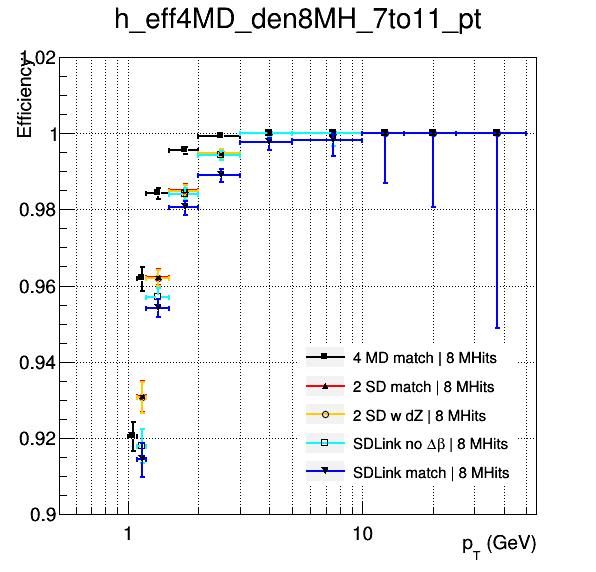 h_eff4MD_den8MH_7to11_pt
Efficiency
1.02
1
0.98
0.96
0.94
0.92
0.9
4 MD match | 8 MHits
2 SD match | 8 MHits
2 SD w dZ | 8 MHits
SDLink no Δβ | 8 MHits
SDLink match | 8 MHits
1
10
p_T (GeV)